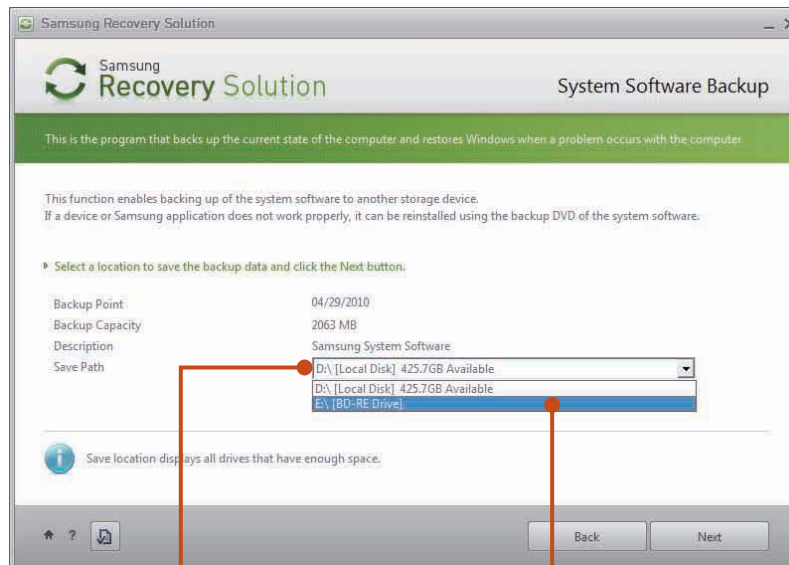 Samsung Recovery Solution
Samsung
Recovery Solution
System Software Backup
This is the program that backs up the current state of the computer and restores Windows when a problem occurs with the computer.
This function enables backing up of the system software to another storage device.
If a device or Samsung application does not work properly, it can be reinstalled using the backup DVD of the system software.
Select a location to save the backup data and click the Next button.
Backup Point 04/29/2010
Backup Capacity 2063 MB
Description Samsung System Software
Save Path D:\ [Local Disk] 425.7GB Available
D:\ [Local Disk] 425.7GB Available
E:\ [BD-RE Drive]
Save location displays all drives that have enough space.
Back Next